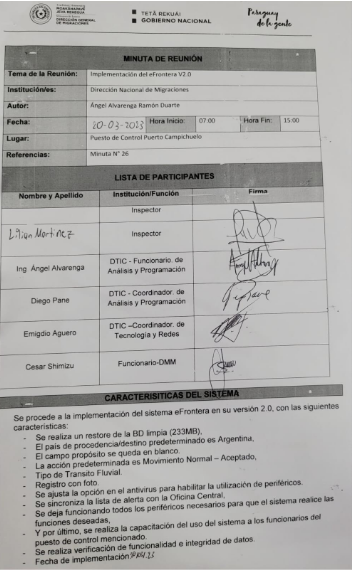 MOAKÃHA
DIRECCIÓN GENERAL
DE MIGRACIONES
TETÃ REKUÁI
GOBIERNO NACIONAL
Paraguay
de la gente
MINUTA DE REUNIÓN
Tema de la Reunión: Implementación del eFrontera V2.0
Institución/es: Dirección Nacional de Migraciones
Autor: Ángel Alvarenga Ramón Duarte
Fecha: 20-03-2023 Hora Inicio: 07:00 Hora Fin: 15:00
Lugar: Puesto de Control Puerto Campichuelo
Referencias: Minuta N° 26
LISTA DE PARTICIPANTES
Nombre y Apellido Institución/Función Firma
Inspector
Lilian Martinez Inspector
Ing Ángel Alvarenga DTIC - Funcionario. de
Análisis y Programación
Diego Pane DTIC - Coordinador. de
Análisis y Programación
Emigdio Aguero DTIC –Coordinador. de
Tecnología y Redes
Cesar Shimizu Funcionario-DMM
CARACTERISITICAS DEL SISTEMA
Se procede a la implementación del sistema eFrontera en su versión 2.0, con las siguientes
características:
- Se realiza un restore de la BD limpia (233MB),
- El país de procedencia/destino predeterminado es Argentina,
- El campo propósito se queda en blanco.
- La acción predeterminada es Movimiento Normal – Aceptado,
- Tipo de Transito Fluvial.
- Registro con foto.
- Se ajusta la opción en el antivirus para habilitar la utilización de periféricos.
- Se sincroniza la lista de alerta con la Oficina Central,
- Se deja funcionando todos los periféricos necesarios para que el sistema realice las
funciones deseadas,
- Y por último, se realiza la capacitación del uso del sistema a los funcionarios del
puesto de control mencionado.
- Se realiza verificación de funcionalidad e integridad de datos.
- Fecha de implementación: